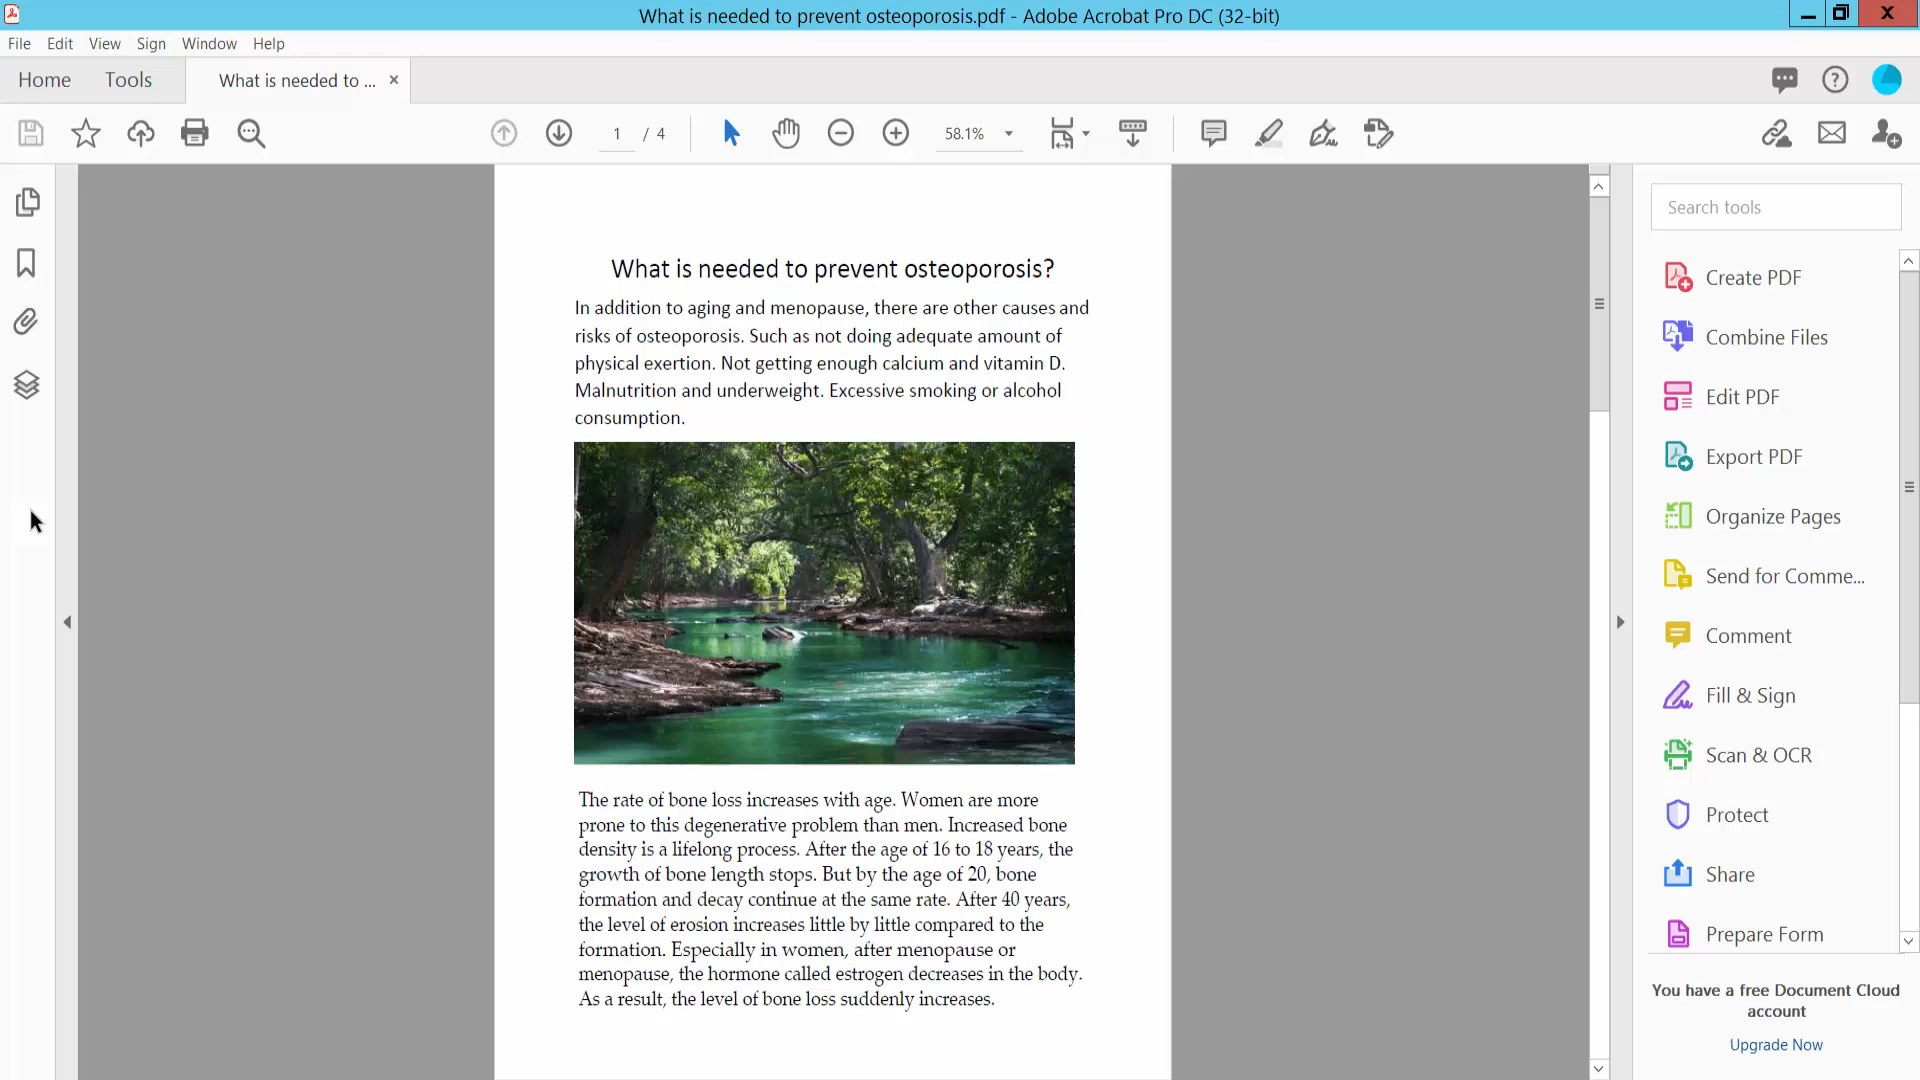 What is needed to prevent osteoporosis.pdf - Adobe Acrobat Pro DC (32-bit)
File Edit View Sign Window Help
Home Tools What is needed to ... ×
1 / 4 58.1%
Search tools
Create PDF
Combine Files
Edit PDF
Export PDF
Organize Pages
Send for Comme...
Comment
Fill & Sign
Scan & OCR
Protect
Share
Prepare Form
You have a free Document Cloud
account
Upgrade Now
What is needed to prevent osteoporosis?
In addition to aging and menopause, there are other causes and
risks of osteoporosis. Such as not doing adequate amount of
physical exertion. Not getting enough calcium and vitamin D.
Malnutrition and underweight. Excessive smoking or alcohol
consumption.
The rate of bone loss increases with age. Women are more
prone to this degenerative problem than men. Increased bone
density is a lifelong process. After the age of 16 to 18 years, the
growth of bone length stops. But by the age of 20, bone
formation and decay continue at the same rate. After 40 years,
the level of erosion increases little by little compared to the
formation. Especially in women, after menopause or
menopause, the hormone called estrogen decreases in the body.
As a result, the level of bone loss suddenly increases.